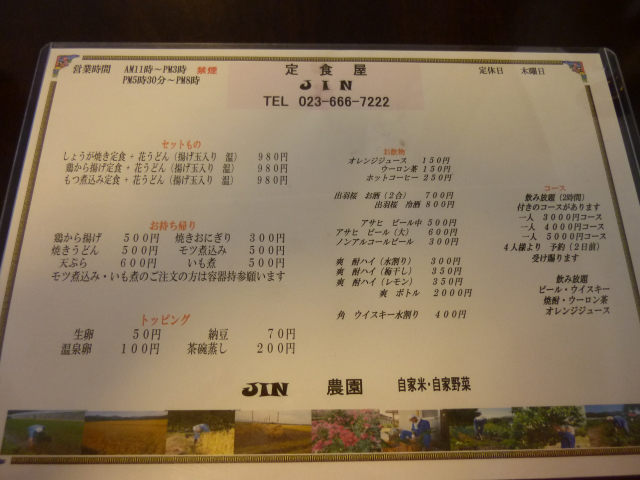 営業時間 AM11時～PM3時 禁煙
PM5時30分～PM8時
定食屋
JIN
TEL 023-666-7222
定休日 木曜日
セットもの
しょうが焼き定食+花うどん(揚げ玉入り 温) 980円
鶏から揚げ定食+花うどん(揚げ玉入り 温) 980円
もつ煮込み定食+花うどん(揚げ玉入り 温) 980円
お持ち帰り
鶏から揚げ 500円 焼きおにぎり 300円
焼きうどん 500円 モツ煮込み 500円
天ぷら 600円 いも煮 500円
モツ煮込み・いも煮のご注文の方は容器持参願います
トッピング
生卵 50円 納豆 70円
温泉卵 100円 茶碗蒸し 200円
お飲物
オレンジジュース 150円
ウーロン茶 150円
ホットコーヒー 250円
出羽桜 お酒(2合) 700円
出羽桜 冷酒 800円
アサヒ ビール中 500円
アサヒ ビール(大) 600円
ノンアルコールビール 300円
爽 酎ハイ(水割り) 300円
爽 酎ハイ(梅干し) 350円
爽 酎ハイ(レモン) 350円
爽 ボトル 2000円
角 ウイスキー水割り 400円
コース
飲み放題(2時間)
付きのコースがあります
一人 3000円コース
一人 4000円コース
一人 5000円コース
4人様より 予約(2日前)
受け賜ります
飲み放題
ビール・ウイスキー
焼酎・ウーロン茶
オレンジジュース
JIN 農園 自家米・自家野菜